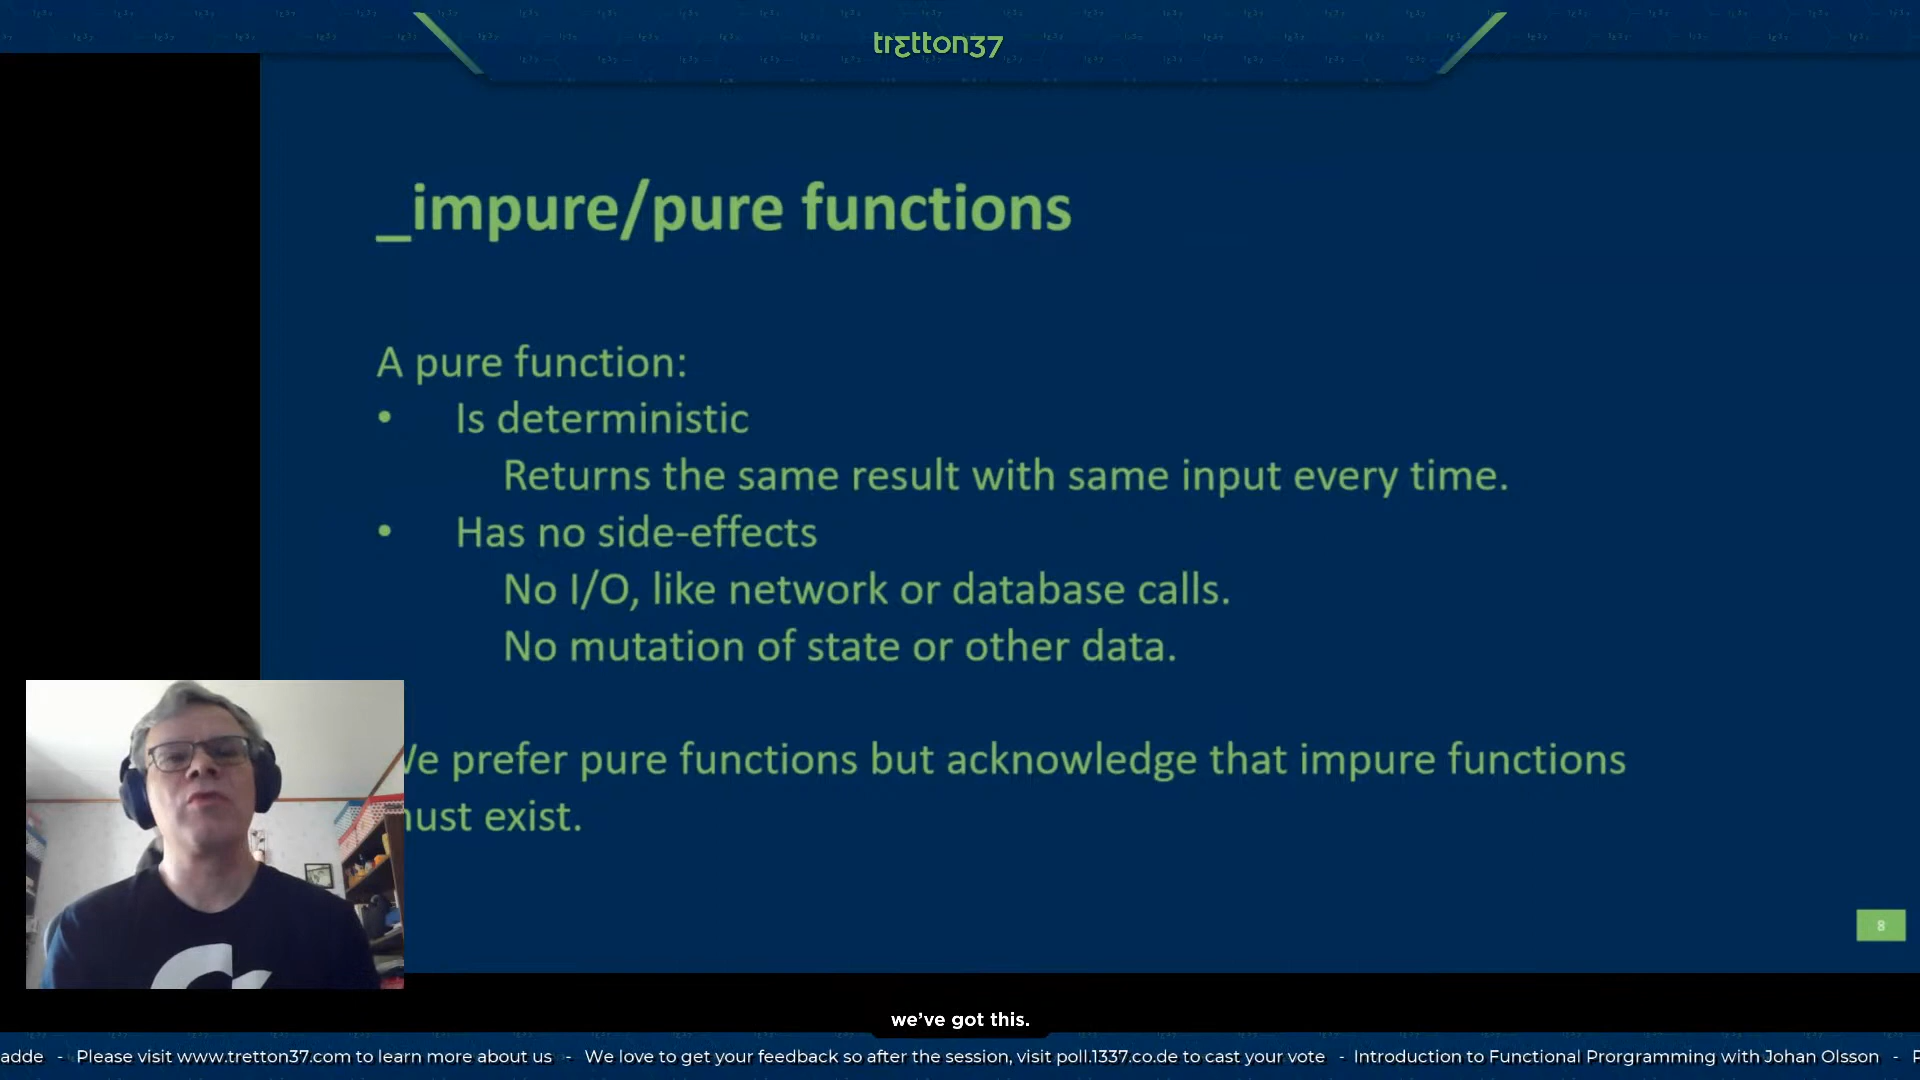 trɛtton37
_impure/pure functions
A pure function:
• Is deterministic
Returns the same result with same input every time.
• Has no side-effects
No I/O, like network or database calls.
No mutation of state or other data.
We prefer pure functions but acknowledge that impure functions
must exist.
8
we've got this.
adde - Please visit www.tretton37.com to learn more about us - We love to get your feedback so after the session, visit poll.1337.co.de to cast your vote - Introduction to Functional Prorgramming with Johan Olsson - P